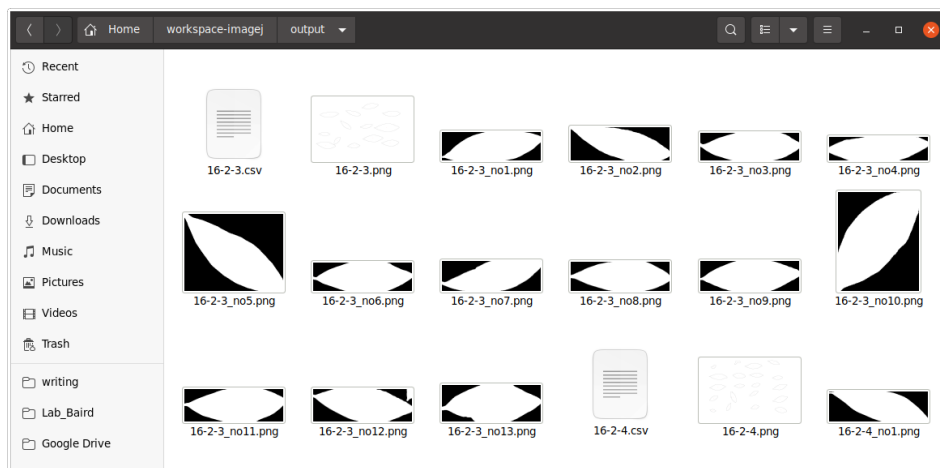 Home workspace-imagej output
Recent
Starred
Home
Desktop
Documents
Downloads
Music
Pictures
Videos
Trash
writing
Lab_Baird
Google Drive
16-2-3.csv 16-2-3.png 16-2-3_no1.png 16-2-3_no2.png 16-2-3_no3.png 16-2-3_no4.png
16-2-3_no5.png 16-2-3_no6.png 16-2-3_no7.png 16-2-3_no8.png 16-2-3_no9.png 16-2-3_no10.png
16-2-3_no11.png 16-2-3_no12.png 16-2-3_no13.png 16-2-4.csv 16-2-4.png 16-2-4_no1.png